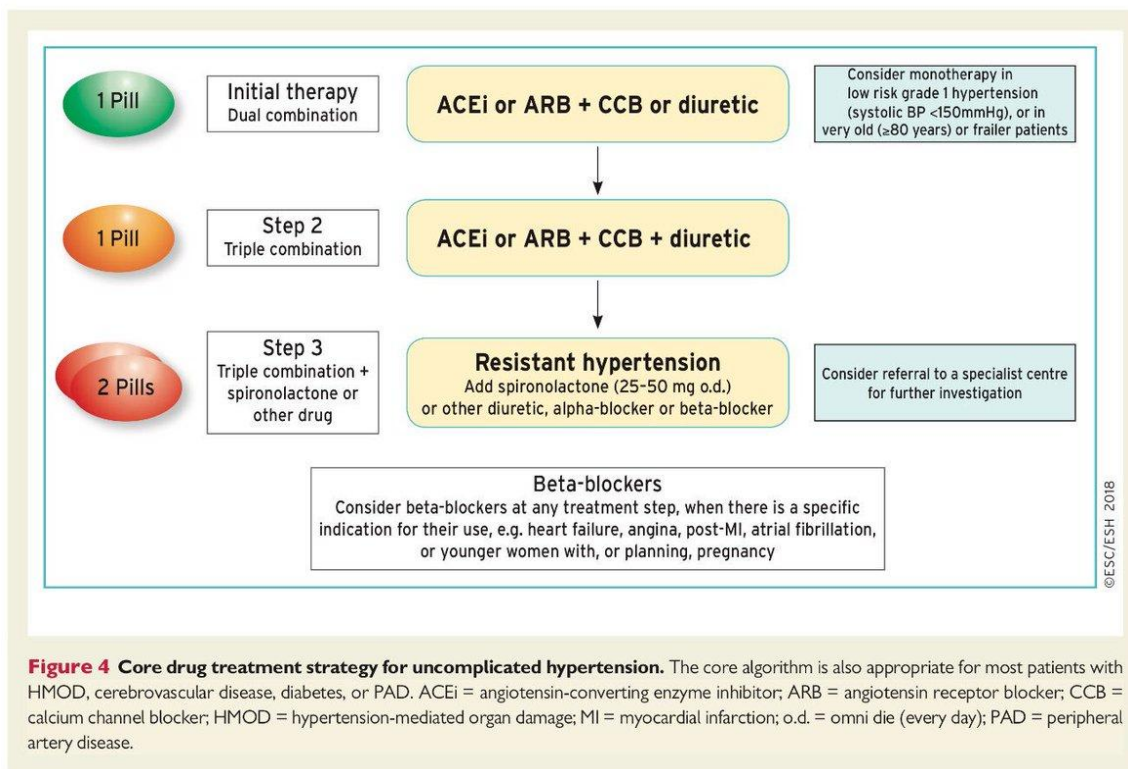 1 Pill
Initial therapy
Dual combination
ACEi or ARB + CCB or diuretic
Consider monotherapy in
low risk grade 1 hypertension
(systolic BP <150mmHg), or in
very old (≥80 years) or frailer patients
1 Pill
Step 2
Triple combination
ACEi or ARB + CCB + diuretic
2 Pills
Step 3
Triple combination +
spironolactone or
other drug
Resistant hypertension
Add spironolactone (25-50 mg o.d.)
or other diuretic, alpha-blocker or beta-blocker
Consider referral to a specialist centre
for further investigation
Beta-blockers
Consider beta-blockers at any treatment step, when there is a specific
indication for their use, e.g. heart failure, angina, post-MI, atrial fibrillation,
or younger women with, or planning, pregnancy
©ESC/ESH 2018
Figure 4 Core drug treatment strategy for uncomplicated hypertension. The core algorithm is also appropriate for most patients with
HMOD, cerebrovascular disease, diabetes, or PAD. ACEi = angiotensin-converting enzyme inhibitor; ARB = angiotensin receptor blocker; CCB =
calcium channel blocker; HMOD = hypertension-mediated organ damage; MI = myocardial infarction; o.d. = omni die (every day); PAD = peripheral
artery disease.